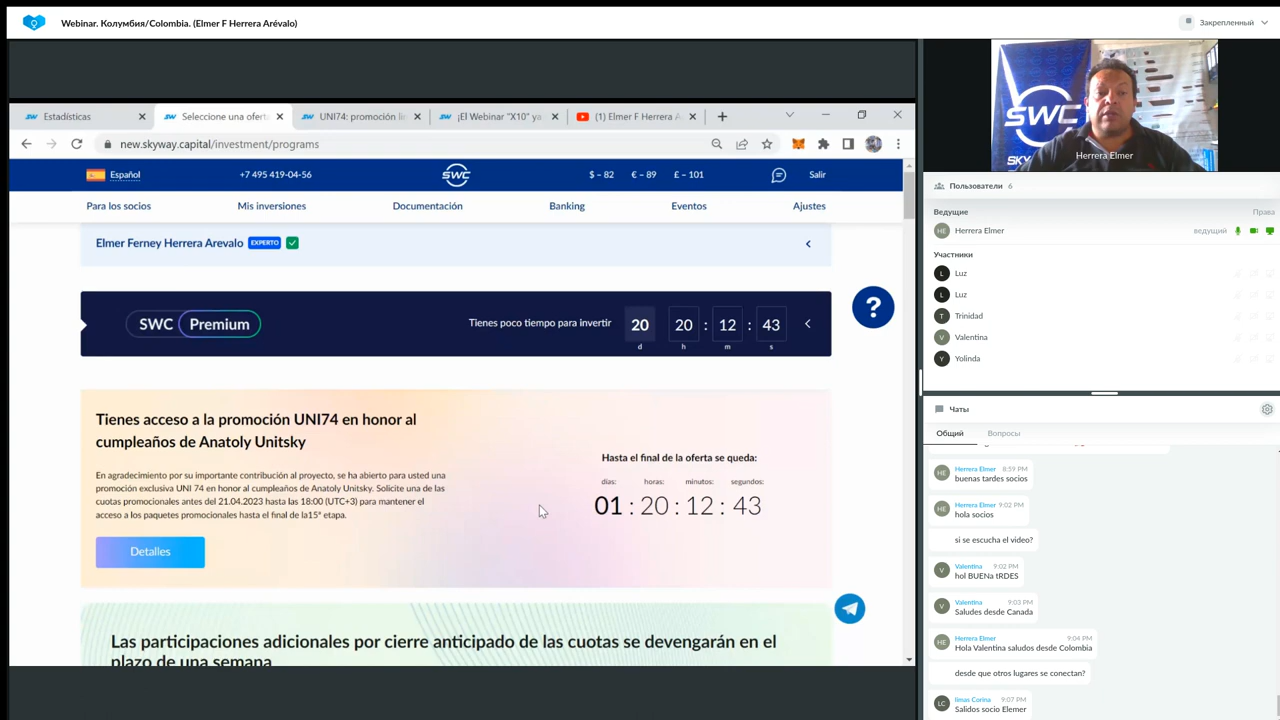 Webinar. Колумбия/Colombia. (Elmer F Herrera Arévalo)
Закрепленный
Estadísticas
Seleccione una oferta
UNI74: promoción lim
¡El Webinar "X10" ya
(1) Elmer F Herrera A
new.skyway.capital/investment/programs
Español
+7 495 419-04-56
SWC
$ – 82
€ – 89
£ – 101
Salir
Para los socios
Mis inversiones
Documentación
Banking
Eventos
Ajustes
Elmer Ferney Herrera Arevalo EXPERTO
SWC Premium
Tienes poco tiempo para invertir
20 20 : 12 : 43
d h m s
?
Tienes acceso a la promoción UNI74 en honor al
cumpleaños de Anatoly Unitsky
En agradecimiento por su importante contribución al proyecto, se ha abierto para usted una
promoción exclusiva UNI 74 en honor al cumpleaños de Anatoly Unitsky. Solicite una de las
cuotas promocionales antes del 21.04.2023 hasta las 18:00 (UTC+3) para mantener el
acceso a los paquetes promocionales hasta el final de la15ª etapa.
Detalles
Hasta el final de la oferta se queda:
días: horas: minutos: segundos:
01 : 20 : 12 : 43
Las participaciones adicionales por cierre anticipado de las cuotas se devengarán en el
plazo de una semana
SWC
Herrera Elmer
Пользователи 6
Ведущие
Права
HE Herrera Elmer
ведущий
Участники
L Luz
L Luz
T Trinidad
V Valentina
Y Yolinda
Чаты
Общий
Вопросы
HE Herrera Elmer 8:59 PM
buenas tardes socios
HE Herrera Elmer 9:02 PM
hola socios
si se escucha el video?
V Valentina 9:02 PM
hol BUENa tRDES
V Valentina 9:03 PM
Saludes desde Canada
HE Herrera Elmer 9:04 PM
Hola Valentina saludos desde Colombia
desde que otros lugares se conectan?
LC limas Corina 9:07 PM
Salidos socio Elemer